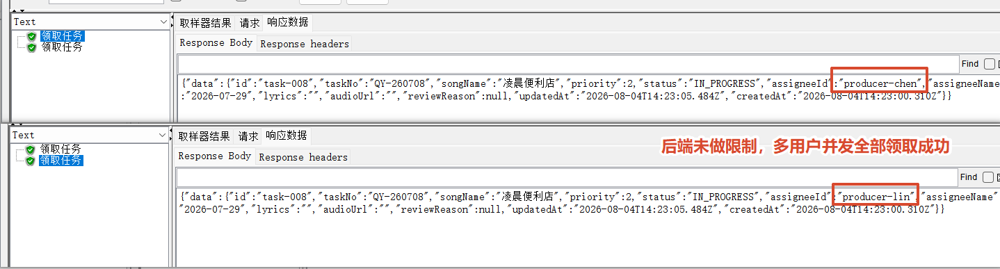 Text
领取任务
领取任务
取样器结果 请求 响应数据
Response Body Response headers
Find
{"data":{"id":"task-008","taskNo":"QY-260708","songName":"凌晨便利店","priority":2,"status":"IN_PROGRESS","assigneeId":"producer-chen","assigneeName
:"2026-07-29","lyrics":"","audioUrl":"","reviewReason":null,"updatedAt":"2026-08-04T14:23:05.484Z","createdAt":"2026-08-04T14:23:00.310Z"}}
Text
领取任务
领取任务
取样器结果 请求 响应数据
Response Body Response headers
后端未做限制，多用户并发全部领取成功
Find
{"data":{"id":"task-008","taskNo":"QY-260708","songName":"凌晨便利店","priority":2,"status":"IN_PROGRESS","assigneeId":"producer-lin","assigneeName"
"2026-07-29","lyrics":"","audioUrl":"","reviewReason":null,"updatedAt":"2026-08-04T14:23:05.484Z","createdAt":"2026-08-04T14:23:00.310Z"}}